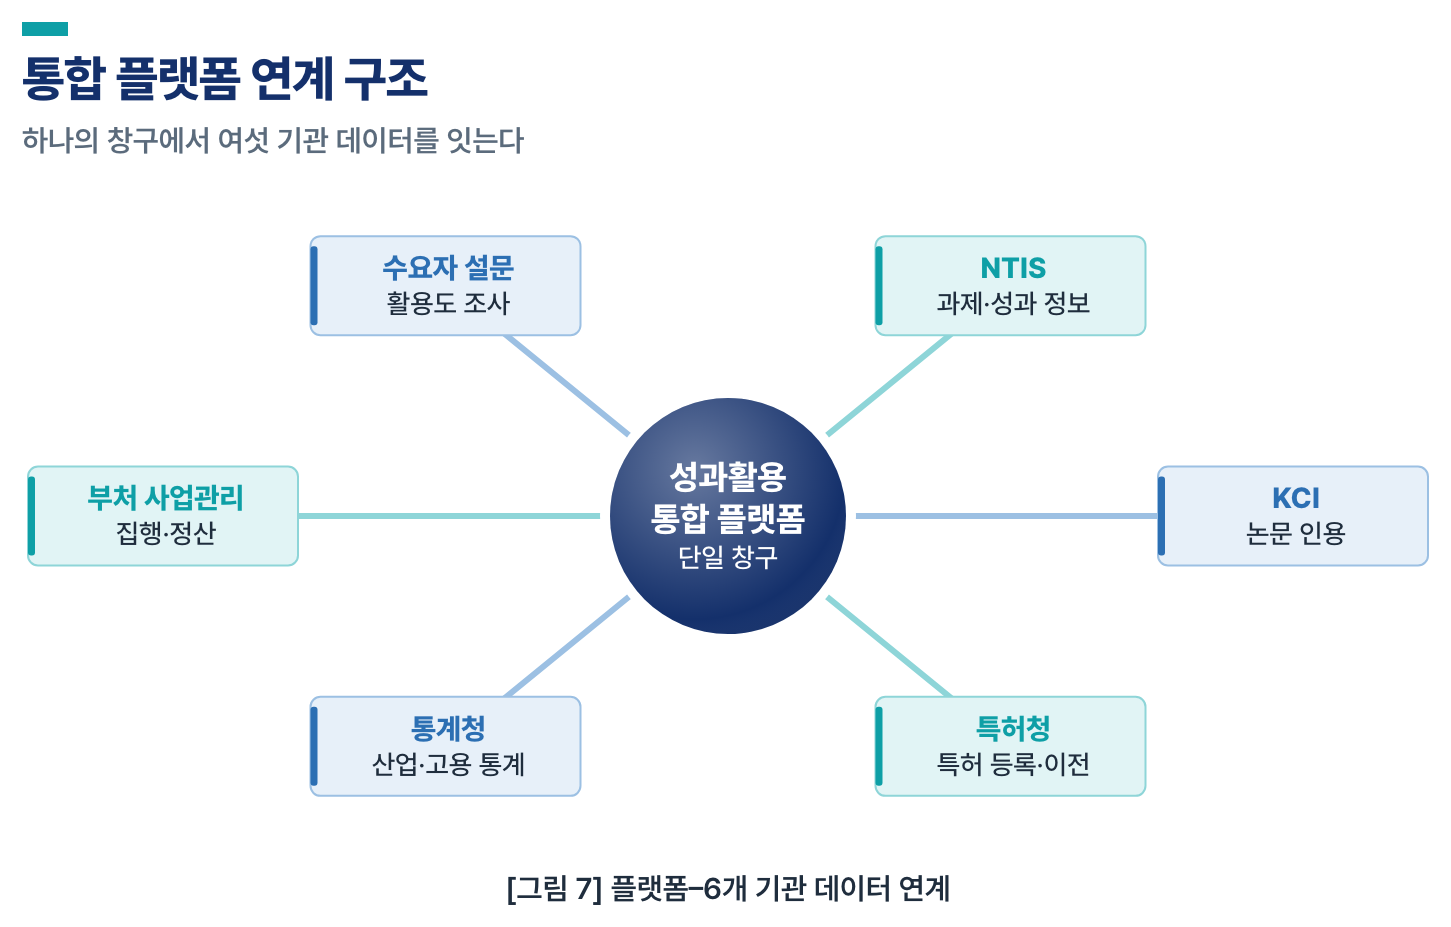 통합 플랫폼 연계 구조
하나의 창구에서 여섯 기관 데이터를 잇는다
수요자 설문
활용도 조사
NTIS
과제·성과 정보
부처 사업관리
집행·정산
성과활용
통합 플랫폼
단일 창구
KCI
논문 인용
통계청
산업·고용 통계
특허청
특허 등록·이전
[그림 7] 플랫폼–6개 기관 데이터 연계